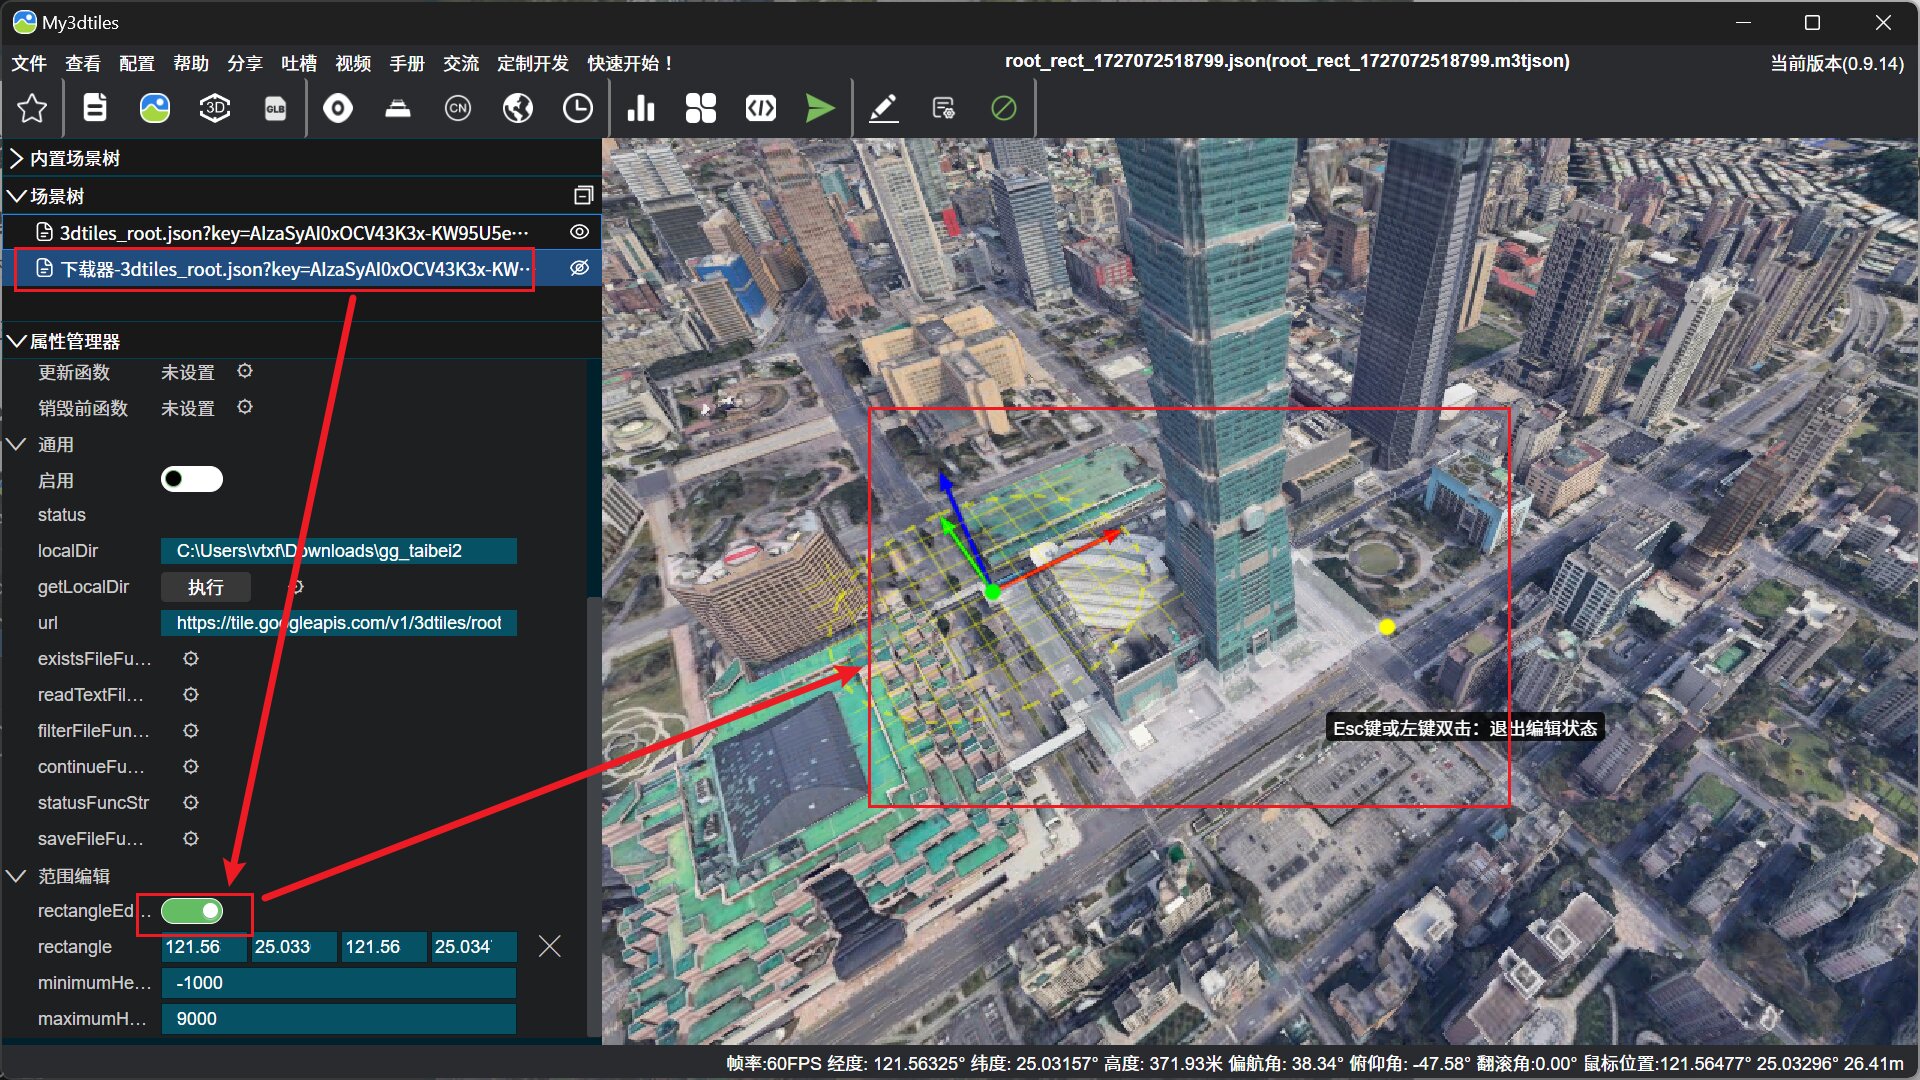 My3dtiles
文件 查看 配置 帮助 分享 吐槽 视频 手册 交流 定制开发 快速开始！
root_rect_1727072518799.json(root_rect_1727072518799.m3tjson)
当前版本(0.9.14)
3D
GLB
CN
内置场景树
场景树
3dtiles_root.json?key=AIzaSyAI0xOCV43K3x-KW95U5e···
下载器-3dtiles_root.json?key=AIzaSyAI0xOCV43K3x-KW···
属性管理器
更新函数 未设置
销毁前函数 未设置
通用
启用
status
localDir C:\Users\vtxf\Downloads\gg_taibei2
getLocalDir 执行
url https://tile.googleapis.com/v1/3dtiles/root
existsFileFu…
readTextFil…
filterFileFun…
continueFu…
statusFuncStr
saveFileFu…
范围编辑
rectangleEd…
rectangle 121.56 25.033 121.56 25.034
minimumHe… -1000
maximumH… 9000
Esc键或左键双击：退出编辑状态
帧率:60FPS 经度: 121.56325° 纬度: 25.03157° 高度: 371.93米 偏航角: 38.34° 俯仰角: -47.58° 翻滚角:0.00° 鼠标位置:121.56477° 25.03296° 26.41m